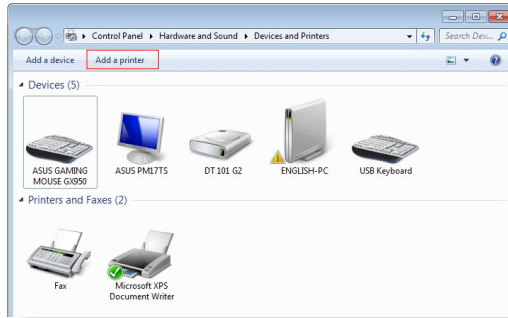 Control Panel ▸ Hardware and Sound ▸ Devices and Printers
Search Dev...
Add a device Add a printer
Devices (5)
ASUS GAMING MOUSE GX950
ASUS PM17TS
DT 101 G2
ENGLISH-PC
USB Keyboard
Printers and Faxes (2)
Fax
Microsoft XPS Document Writer